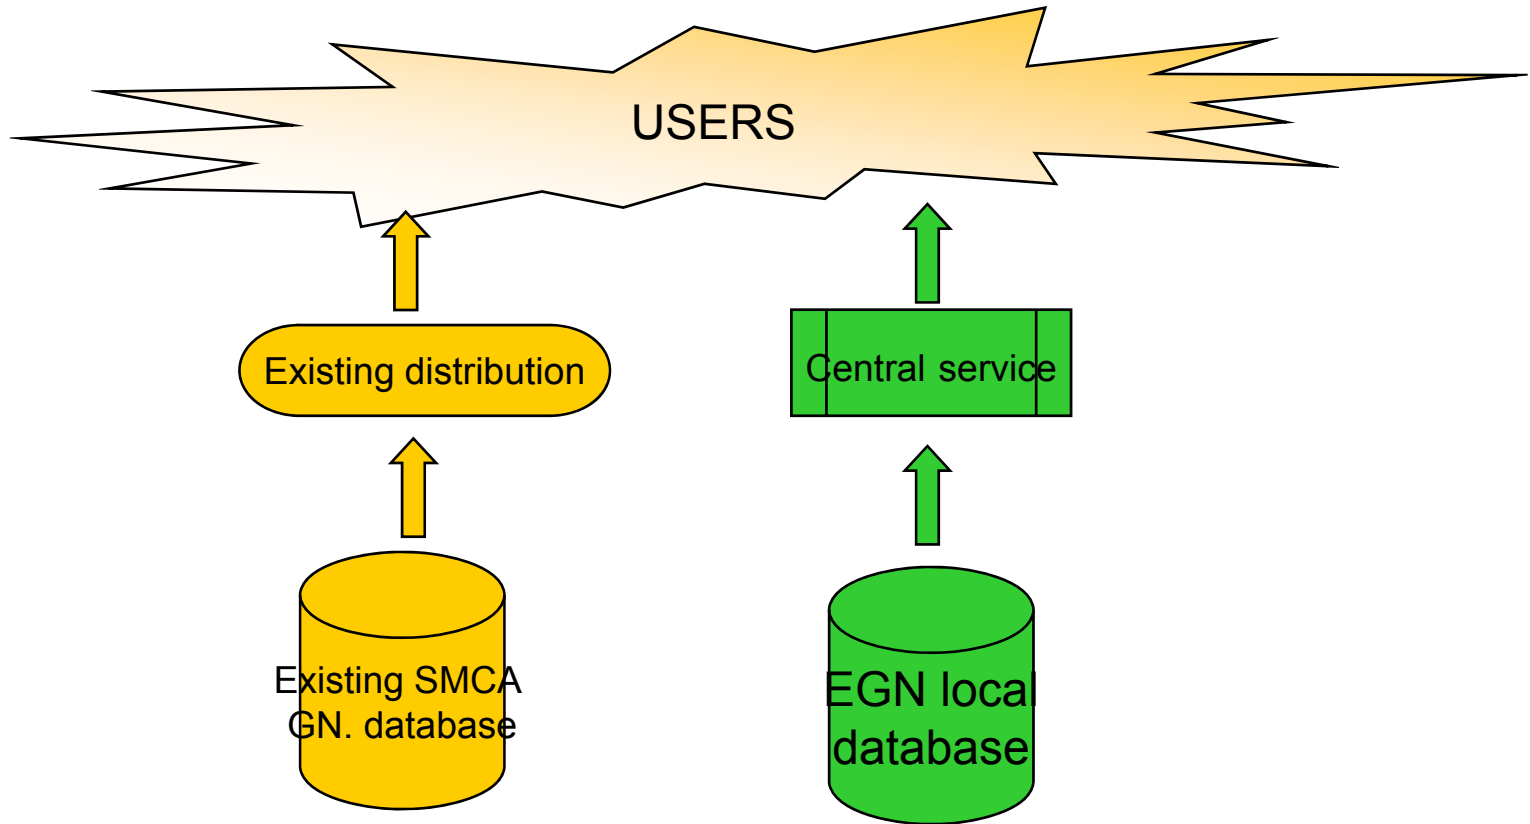 USERS
Existing distribution
Central service
Existing SMCA
GN. database
EGN local
database